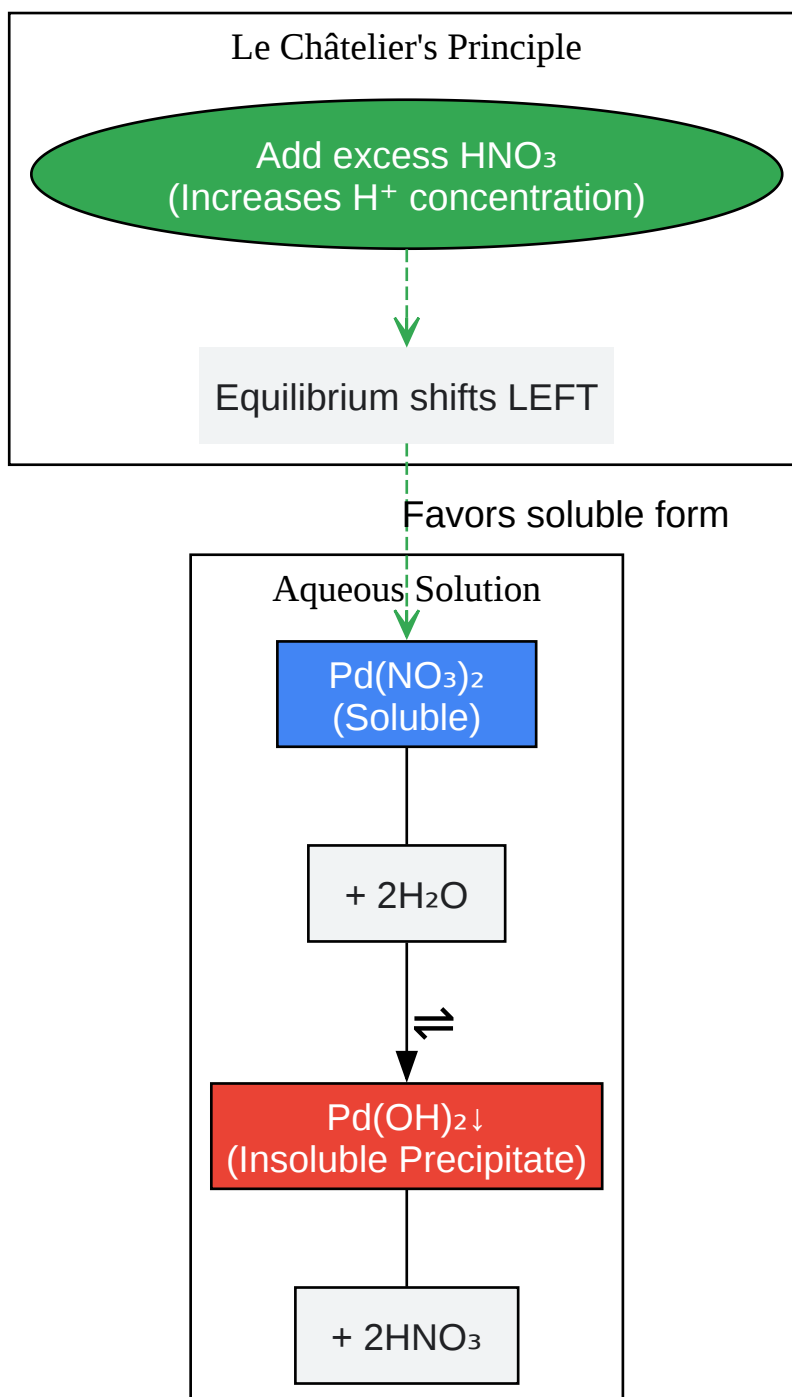 Le Châtelier's Principle
Add excess HNO₃
(Increases H⁺ concentration)
Equilibrium shifts LEFT
Favors soluble form
Aqueous Solution
Pd(NO₃)₂
(Soluble)
+ 2H₂O
⇌
Pd(OH)₂↓
(Insoluble Precipitate)
+ 2HNO₃